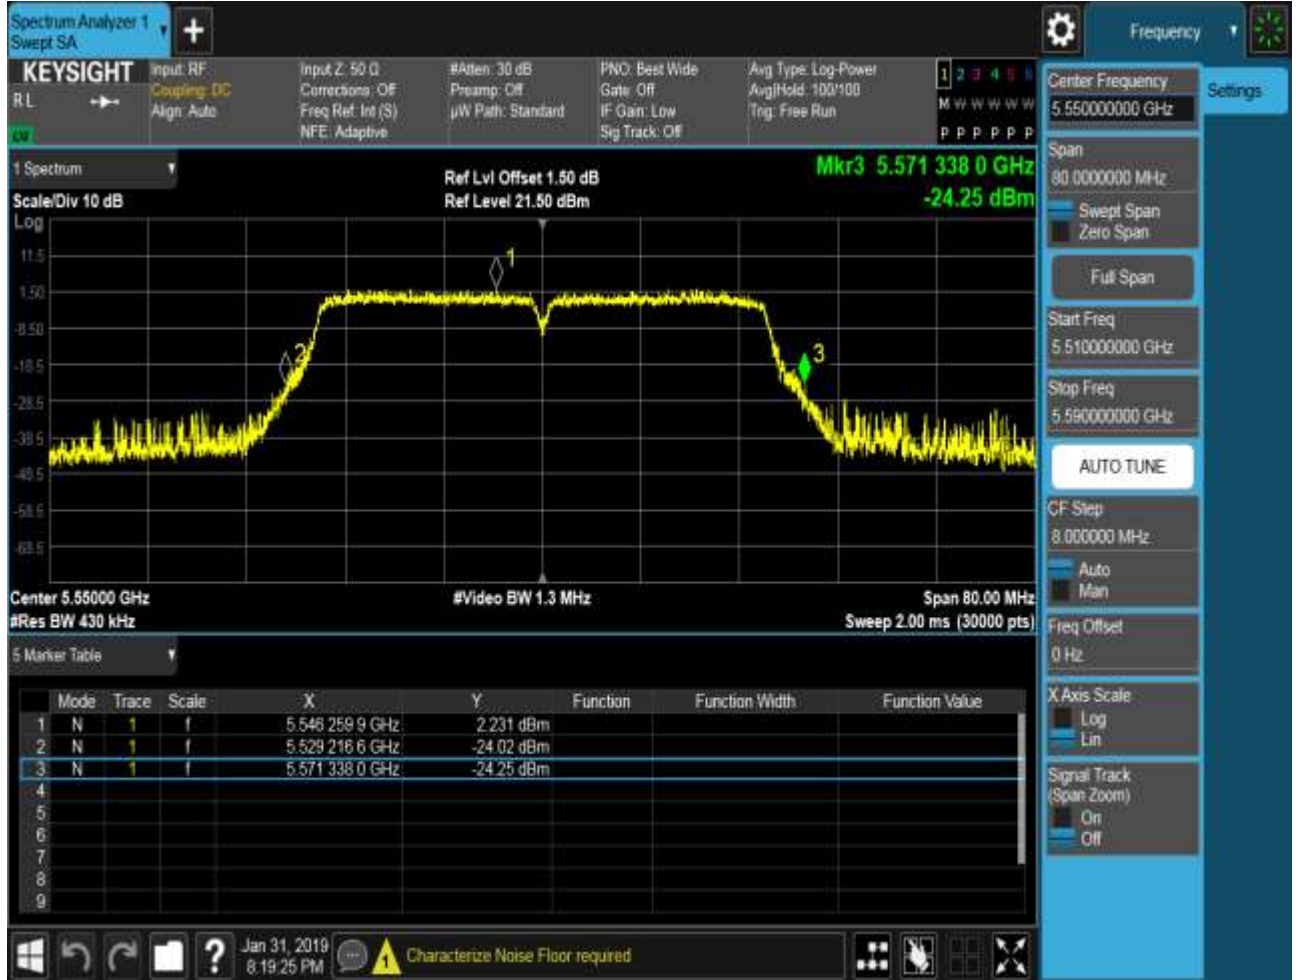 Spectrum Analyzer 1
Swept SA
Frequency
KEYSIGHT
R L
Input: RF
Coupling: DC
Align: Auto
Input Z: 50 Ω
Corrections: Off
Freq Ref: Int (S)
NFE: Adaptive
#Atten: 30 dB
Preamp: Off
µW Path: Standard
PNO: Best Wide
Gate: Off
IF Gain: Low
Sig Track: Off
Avg Type: Log-Power
Avg|Hold: 100/100
Trig: Free Run
1 2 3 4 5 6
M W W W W W
P P P P P P
1 Spectrum
Scale/Div 10 dB
Ref Lvl Offset 1.50 dB
Ref Level 21.50 dBm
Mkr3 5.571 338 0 GHz
-24.25 dBm
Log
11.5
1.50
-8.50
-18.5
-28.5
-38.5
-48.5
-58.5
-68.5
1
2
3
Center 5.55000 GHz
#Video BW 1.3 MHz
Span 80.00 MHz
#Res BW 430 kHz
Sweep 2.00 ms (30000 pts)
5 Marker Table
Mode Trace Scale X Y Function Function Width Function Value
1 N 1 f 5.546 259 9 GHz 2.231 dBm
2 N 1 f 5.529 216 6 GHz -24.02 dBm
3 N 1 f 5.571 338 0 GHz -24.25 dBm
4
5
6
7
8
9
Center Frequency
5.550000000 GHz
Settings
Span
80.0000000 MHz
Swept Span
Zero Span
Full Span
Start Freq
5.510000000 GHz
Stop Freq
5.590000000 GHz
AUTO TUNE
CF Step
8.000000 MHz
Auto
Man
Freq Offset
0 Hz
X Axis Scale
Log
Lin
Signal Track
(Span Zoom)
On
Off
?
Jan 31, 2019
8:19:25 PM
1
Characterize Noise Floor required